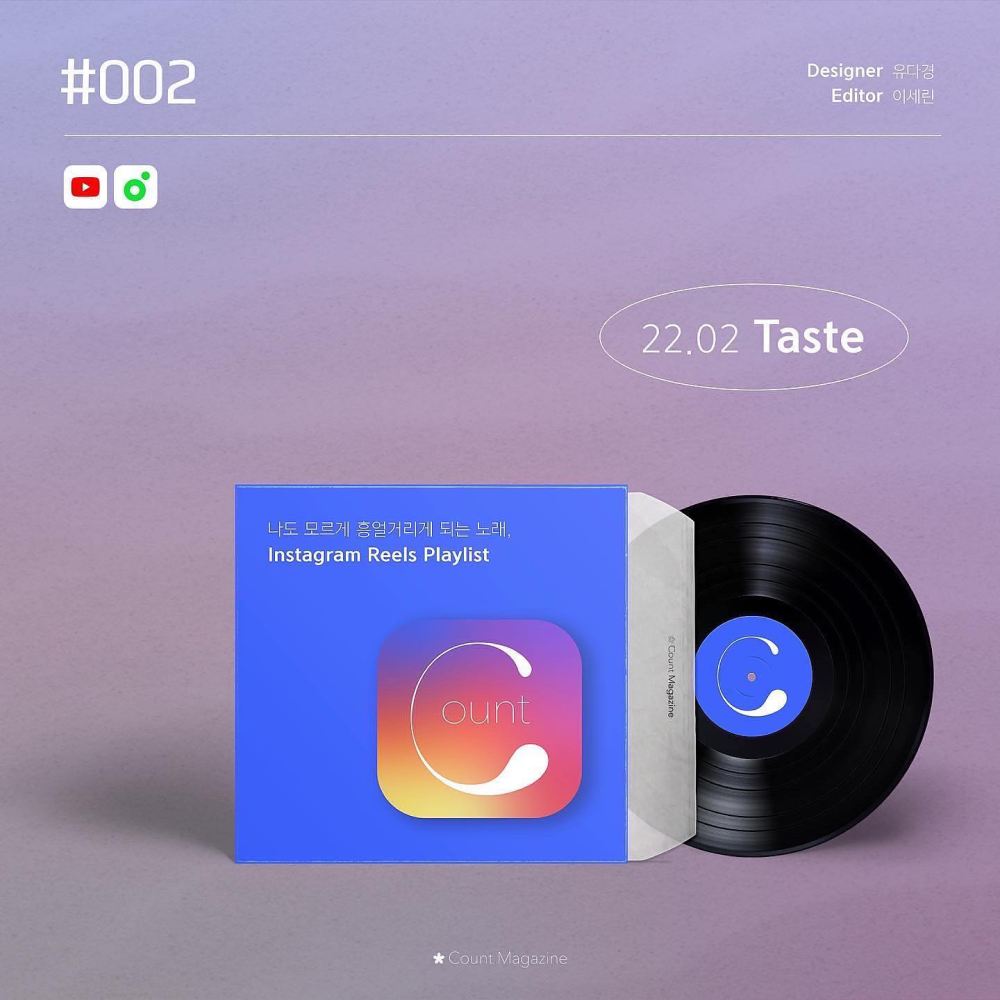 #002
Designer 유다경
Editor 이세린
22.02 Taste
나도 모르게 흥얼거리게 되는 노래,
Instagram Reels Playlist
Count
© Count Magazine
* Count Magazine